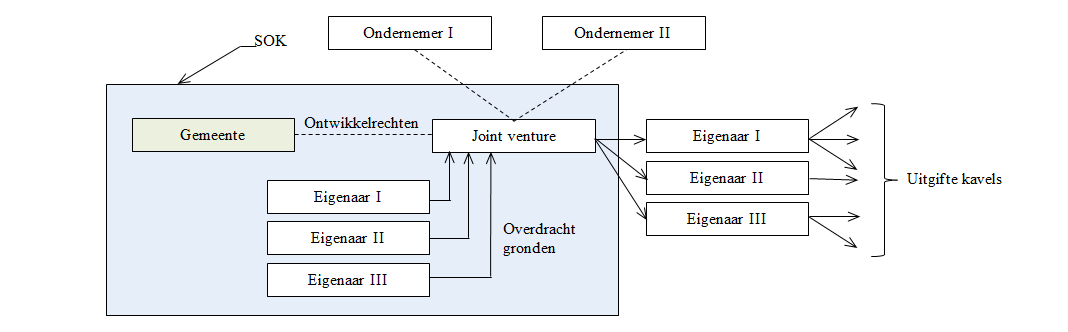 Ondernemer I
Ondernemer II
SOK
Gemeente
Ontwikkelrechten
Joint venture
Eigenaar I
Eigenaar II
Eigenaar III
Overdracht
gronden
Eigenaar I
Eigenaar II
Eigenaar III
Uitgifte kavels